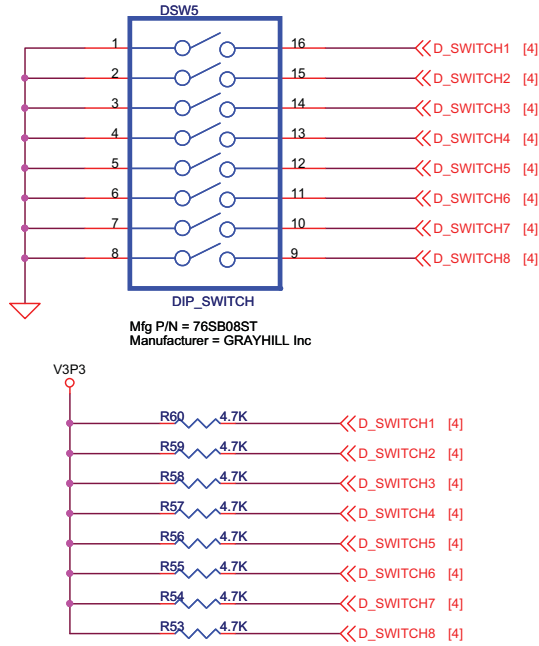 DSW5
1 16 D_SWITCH1 [4]
2 15 D_SWITCH2 [4]
3 14 D_SWITCH3 [4]
4 13 D_SWITCH4 [4]
5 12 D_SWITCH5 [4]
6 11 D_SWITCH6 [4]
7 10 D_SWITCH7 [4]
8 9 D_SWITCH8 [4]
DIP_SWITCH
Mfg P/N = 76SB08ST
Manufacturer = GRAYHILL Inc
V3P3
R60 4.7K D_SWITCH1 [4]
R59 4.7K D_SWITCH2 [4]
R58 4.7K D_SWITCH3 [4]
R57 4.7K D_SWITCH4 [4]
R56 4.7K D_SWITCH5 [4]
R55 4.7K D_SWITCH6 [4]
R54 4.7K D_SWITCH7 [4]
R53 4.7K D_SWITCH8 [4]